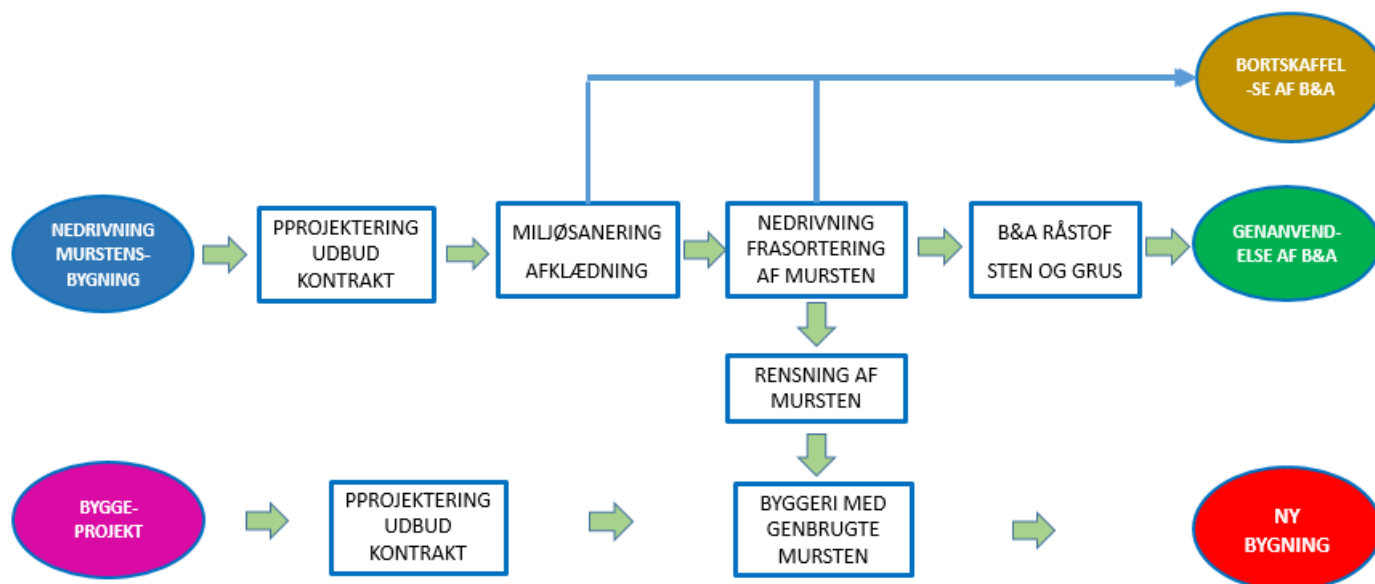 BORTSKAFFEL
-SE AF B&A
NEDRIVNING
MURSTENS-
BYGNING
PPROJEKTERING
UDBUD
KONTRAKT
MILJØSANERING
AFKLÆDNING
NEDRIVNING
FRASORTERING
AF MURSTEN
B&A RÅSTOF
STEN OG GRUS
GENANVEND-
ELSE AF B&A
RENSNING AF
MURSTEN
BYGGE-
PROJEKT
PPROJEKTERING
UDBUD
KONTRAKT
BYGGERI MED
GENBRUGTE
MURSTEN
NY
BYGNING